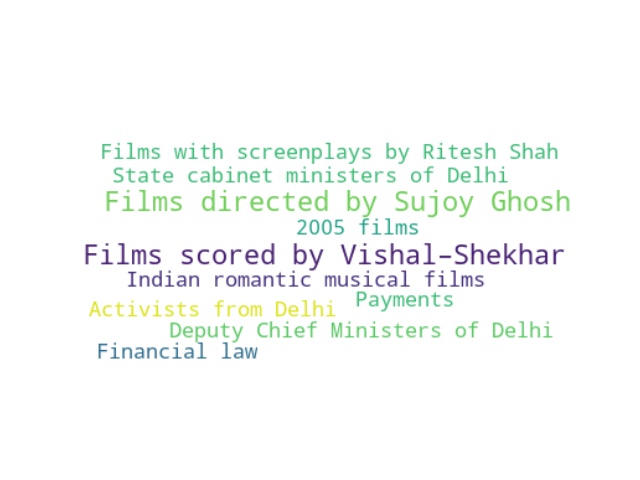 Films with screenplays by Ritesh Shah
State cabinet ministers of Delhi
Films directed by Sujoy Ghosh
2005 films
Films scored by Vishal–Shekhar
Indian romantic musical films
Payments
Activists from Delhi
Deputy Chief Ministers of Delhi
Financial law